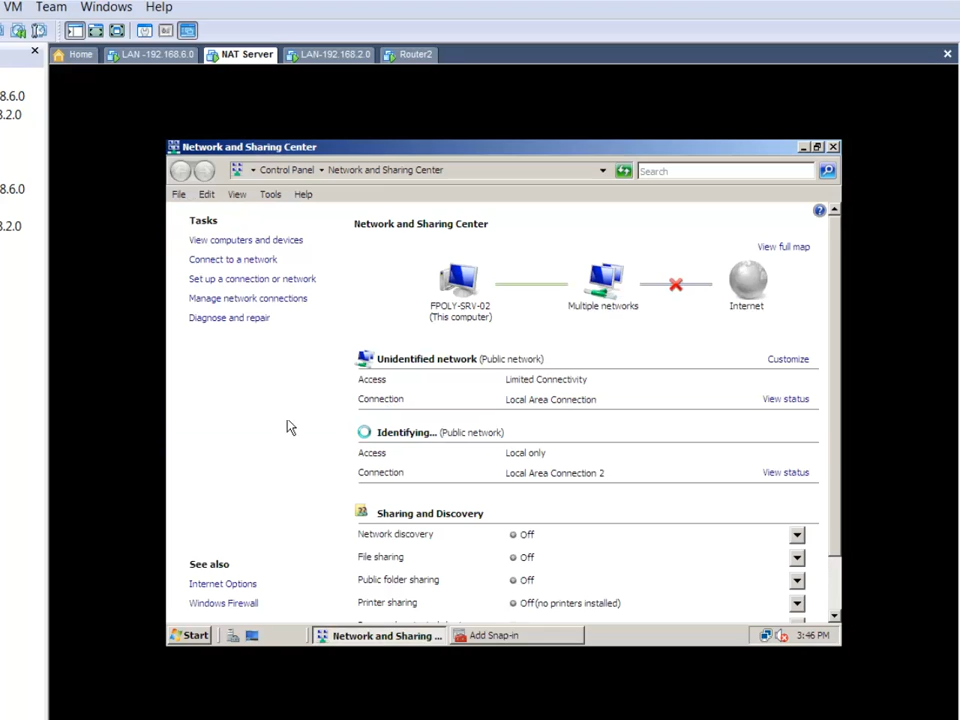 VM Team Windows Help
Home LAN -192.168.6.0 NAT Server LAN-192.168.2.0 Router2
8.6.0
3.2.0
8.6.0
.2.0
Network and Sharing Center
Control Panel Network and Sharing Center Search
File Edit View Tools Help
Tasks
View computers and devices
Connect to a network
Set up a connection or network
Manage network connections
Diagnose and repair
Network and Sharing Center
View full map
FPOLY-SRV-02
(This computer)
Multiple networks
Internet
Unidentified network (Public network) Customize
Access Limited Connectivity
Connection Local Area Connection View status
Identifying... (Public network)
Access Local only
Connection Local Area Connection 2 View status
Sharing and Discovery
Network discovery Off
File sharing Off
Public folder sharing Off
Printer sharing Off(no printers installed)
See also
Internet Options
Windows Firewall
Start Network and Sharing ... Add Snap-in 3:46 PM